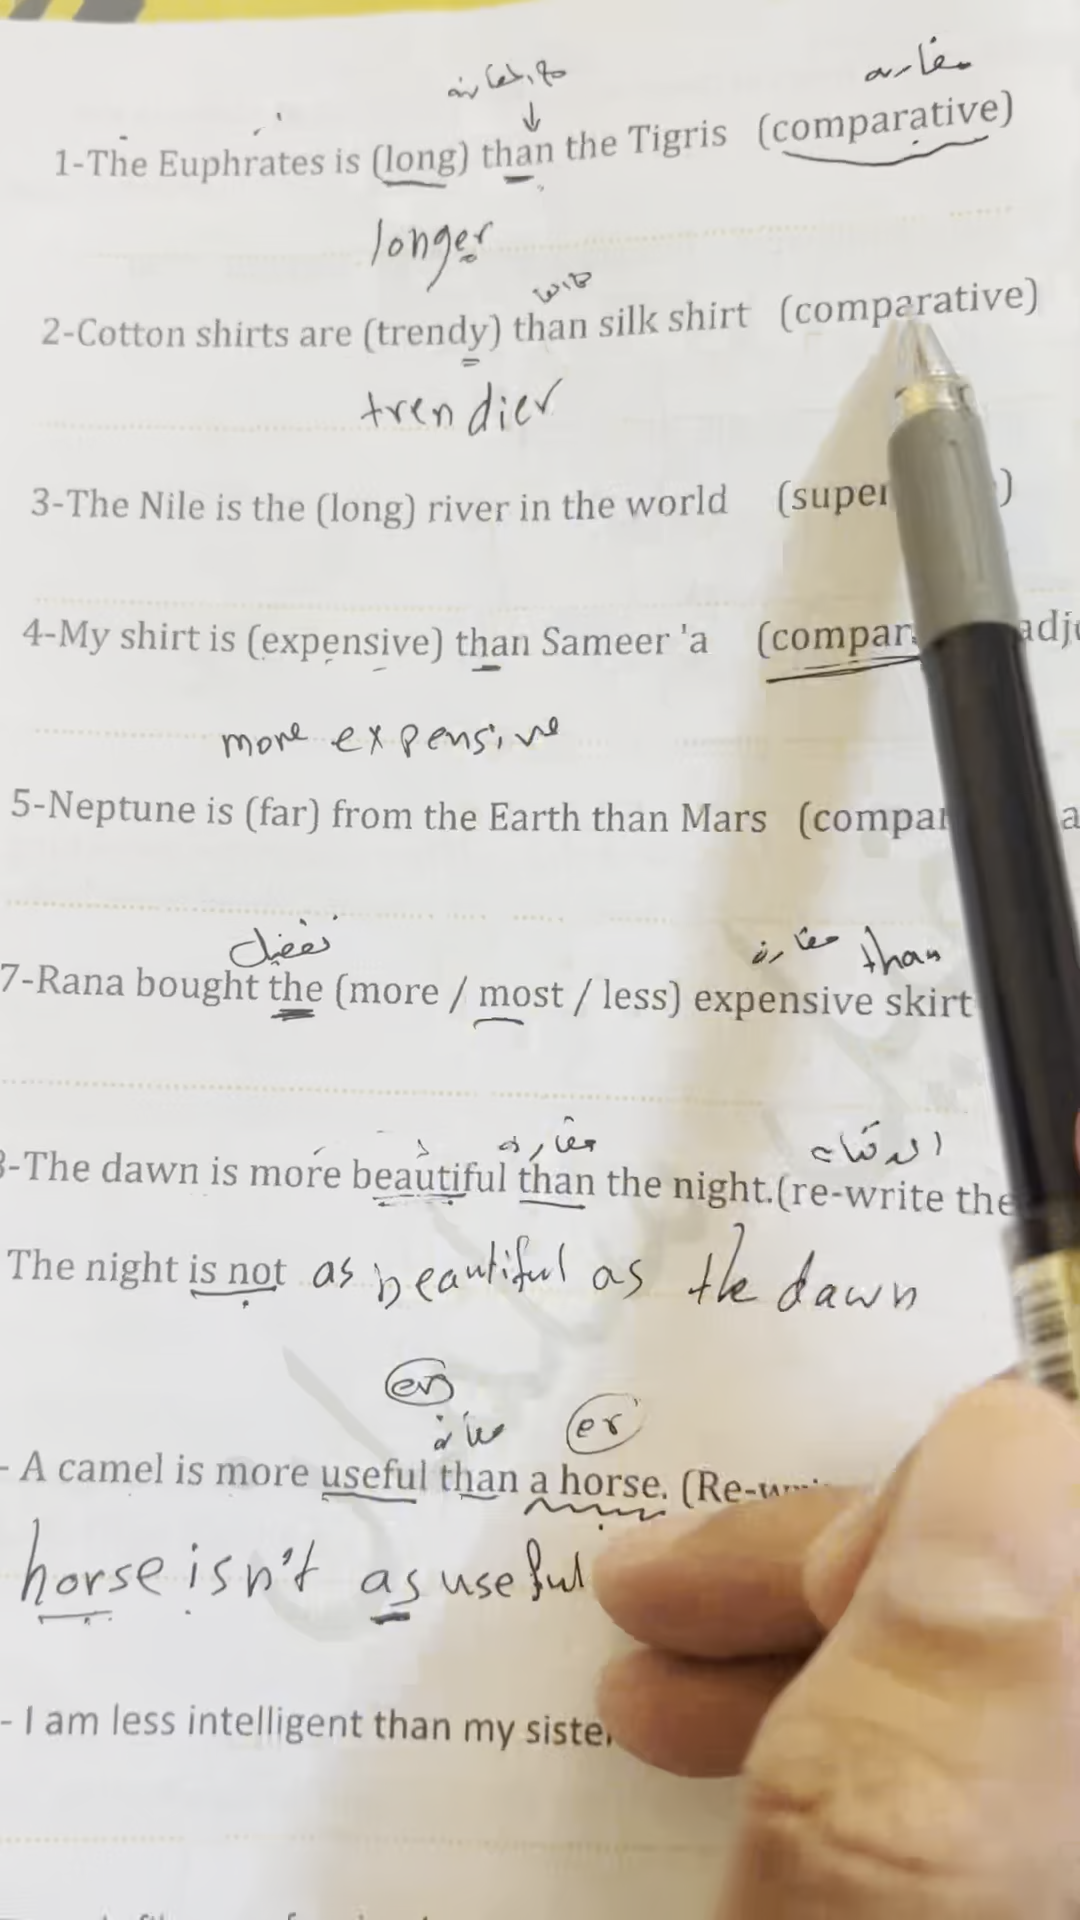 مقارنة
1-The Euphrates is (long) than the Tigris (comparative)
longer
2-Cotton shirts are (trendy) than silk shirt (comparative)
trendier
3-The Nile is the (long) river in the world (super )
4-My shirt is (expensive) than Sameer 'a (compar adj
more expensive
5-Neptune is (far) from the Earth than Mars (compar a
تفضيل مقارنة than
7-Rana bought the (more / most / less) expensive skirt
مقارنة
-The dawn is more beautiful than the night.(re-write the
The night is not as beautiful as the dawn
er
مقارنة er
- A camel is more useful than a horse. (Re-wri
horse isn't as useful
- I am less intelligent than my sister